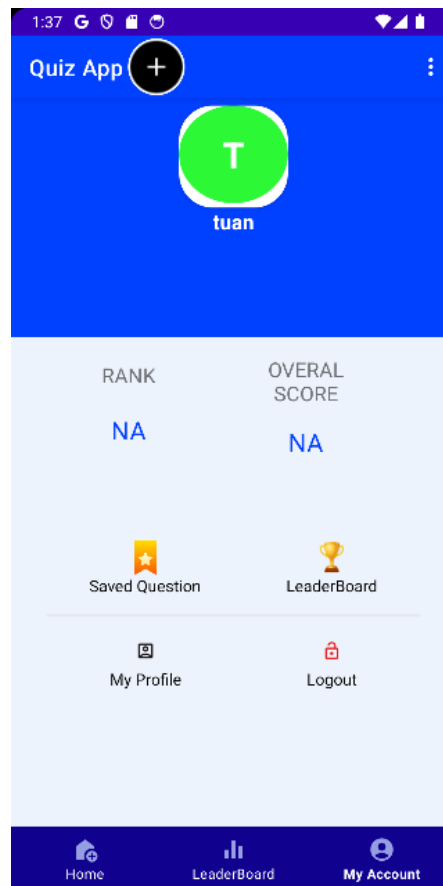 1:37 G
Quiz App
T
tuan
RANK
OVERAL
SCORE
NA
NA
Saved Question
LeaderBoard
My Profile
Logout
Home
LeaderBoard
My Account